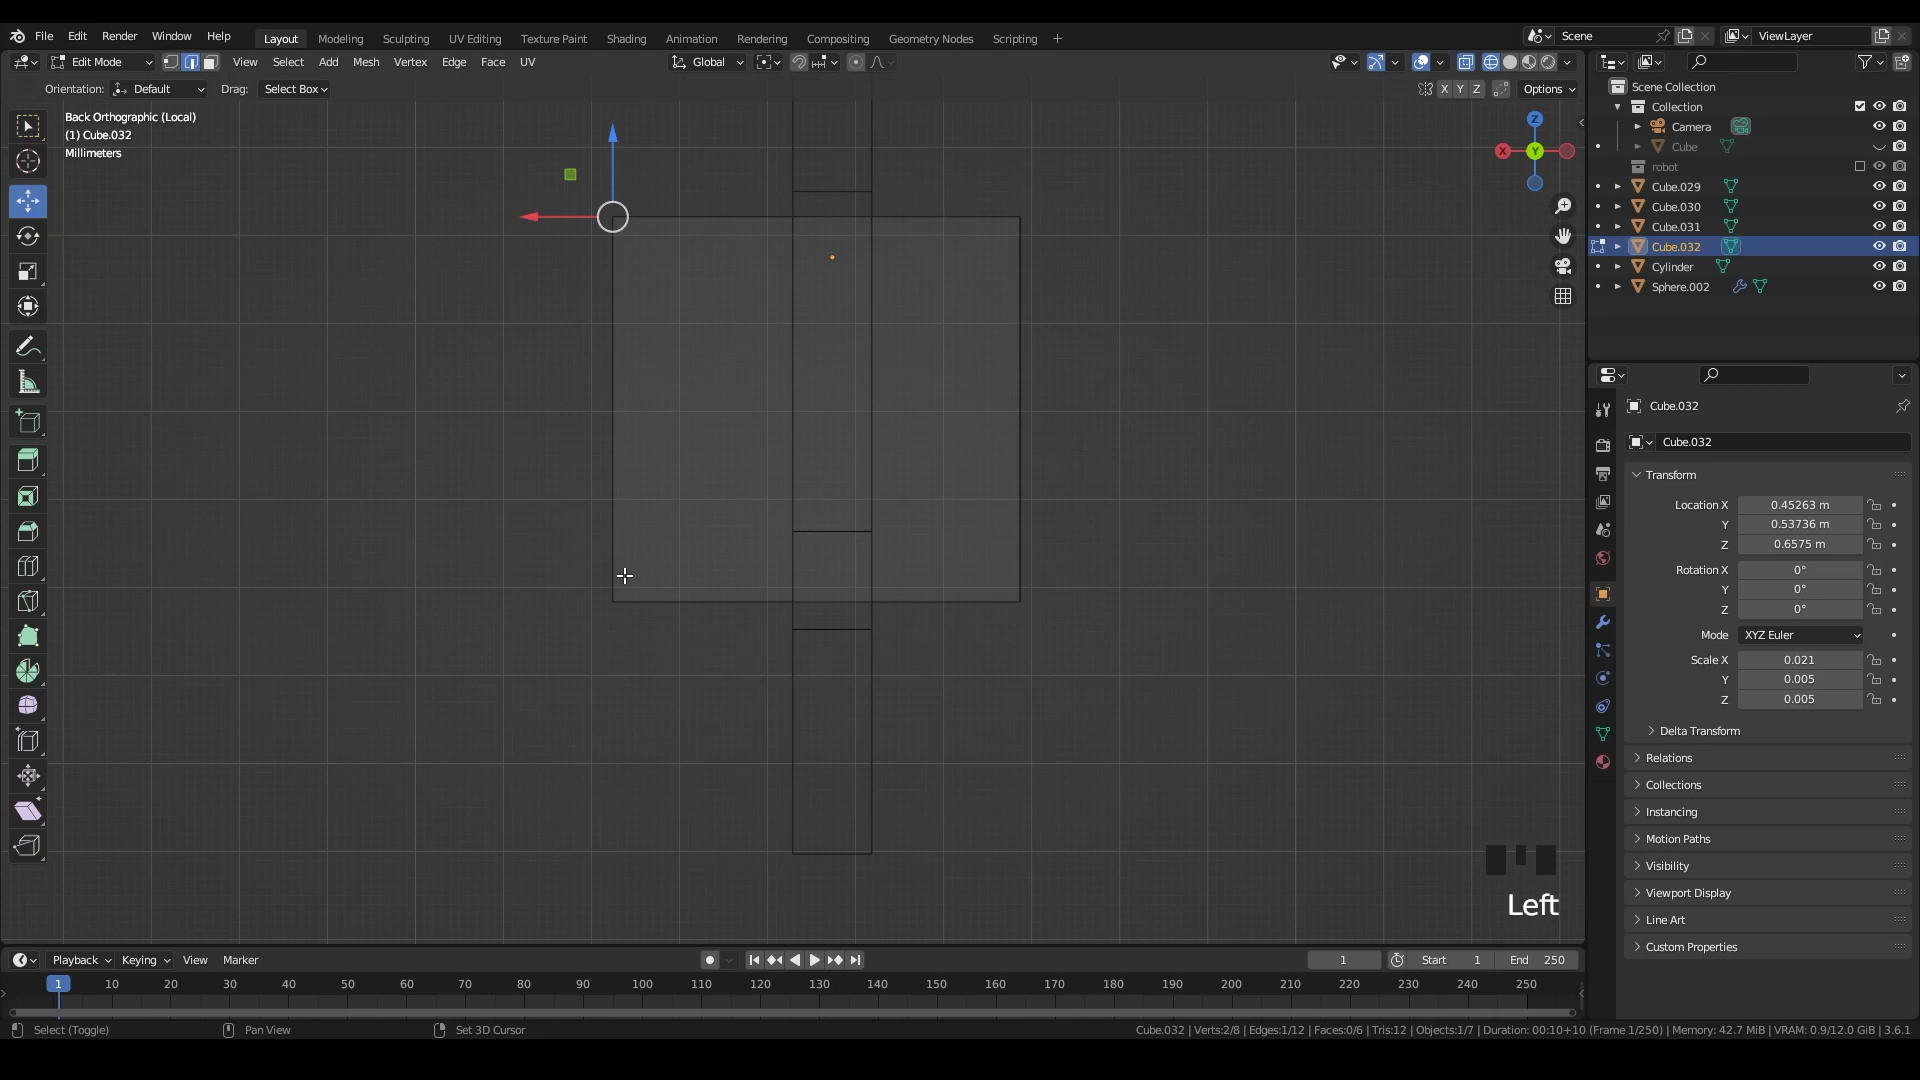 File Edit Render Window Help Layout Modeling Sculpting UV Editing Texture Paint Shading Animation Rendering Compositing Geometry Nodes Scripting + Scene ViewLayer
Edit Mode View Select Add Mesh Vertex Edge Face UV Global
Orientation: Default Drag: Select Box X Y Z Options
Back Orthographic (Local)
(1) Cube.032
Millimeters
Z
X Y
Scene Collection
Collection
Camera
Cube
robot
Cube.029
Cube.030
Cube.031
Cube.032
Cylinder
Sphere.002
Cube.032
Cube.032
Transform
Location X 0.45263 m
Y 0.53736 m
Z 0.6575 m
Rotation X 0°
Y 0°
Z 0°
Mode XYZ Euler
Scale X 0.021
Y 0.005
Z 0.005
Delta Transform
Relations
Collections
Instancing
Motion Paths
Visibility
Viewport Display
Line Art
Custom Properties
Left
Playback Keying View Marker 1 Start 1 End 250
1 10 20 30 40 50 60 70 80 90 100 110 120 130 140 150 160 170 180 190 200 210 220 230 240 250
Select (Toggle) Pan View Set 3D Cursor Cube.032 | Verts:2/8 | Edges:1/12 | Faces:0/6 | Tris:12 | Objects:1/7 | Duration: 00:10+10 (Frame 1/250) | Memory: 42.7 MiB | VRAM: 0.9/12.0 GiB | 3.6.1